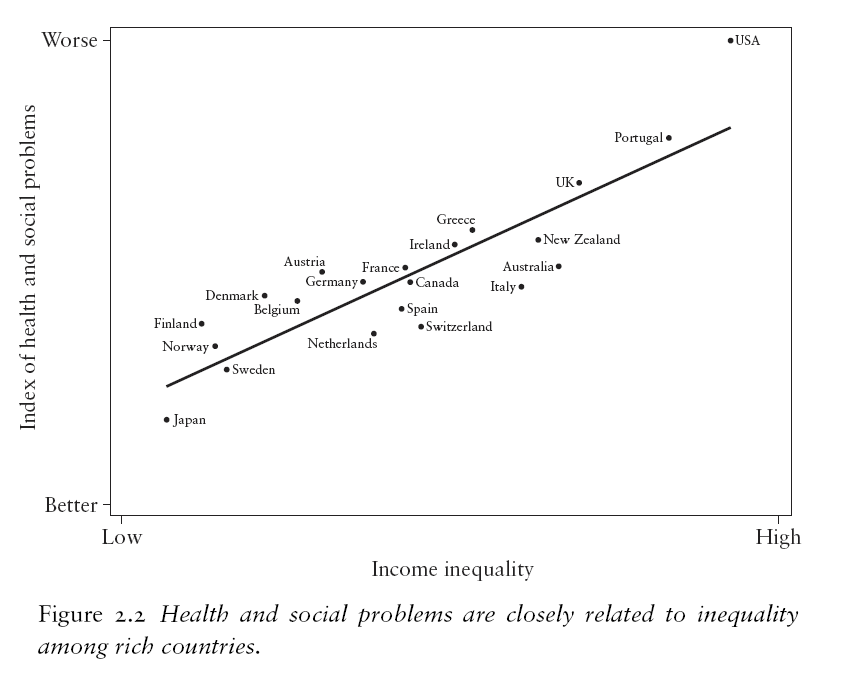 Worse
USA
Portugal
UK
Greece
Ireland
New Zealand
Austria
France
Australia
Germany
Canada
Italy
Denmark
Belgium
Spain
Finland
Switzerland
Netherlands
Norway
Sweden
Japan
Index of health and social problems
Better
Low
High
Income inequality
Figure 2.2 Health and social problems are closely related to inequality
among rich countries.